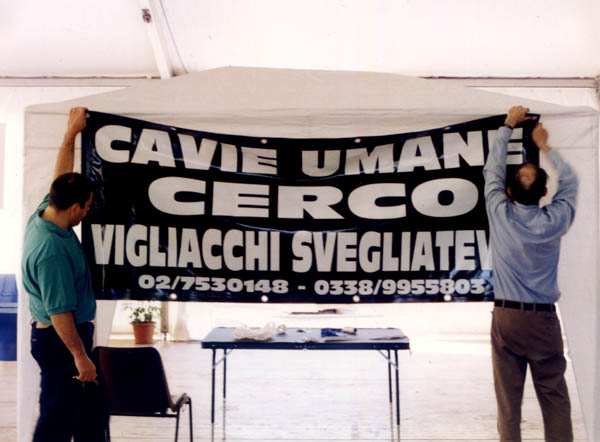 CAVIE UMANE
CERCO
VIGLIACCHI SVEGLIATEV
02/7530148 - 0338/9955803